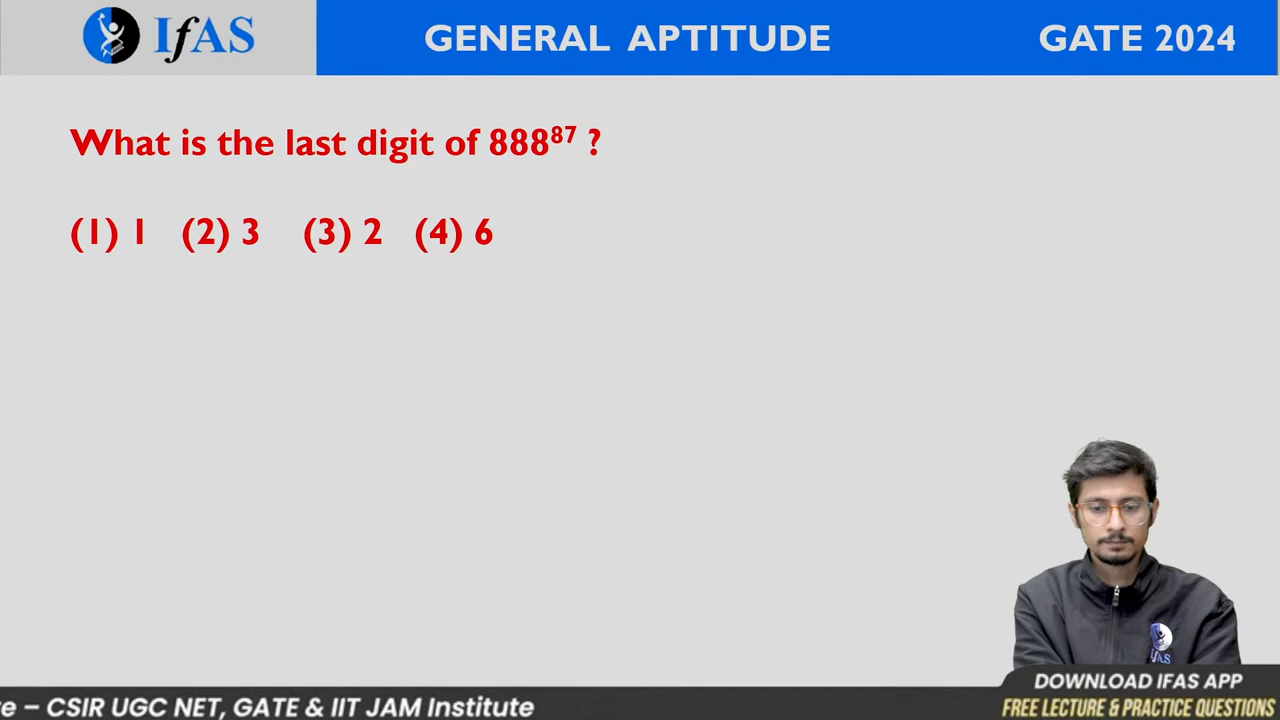 IfAS GENERAL APTITUDE GATE 2024
What is the last digit of 888⁸⁷ ?
(1) 1 (2) 3 (3) 2 (4) 6
IfAS
DOWNLOAD IFAS APP
e – CSIR UGC NET, GATE & IIT JAM Institute FREE LECTURE & PRACTICE QUESTIONS